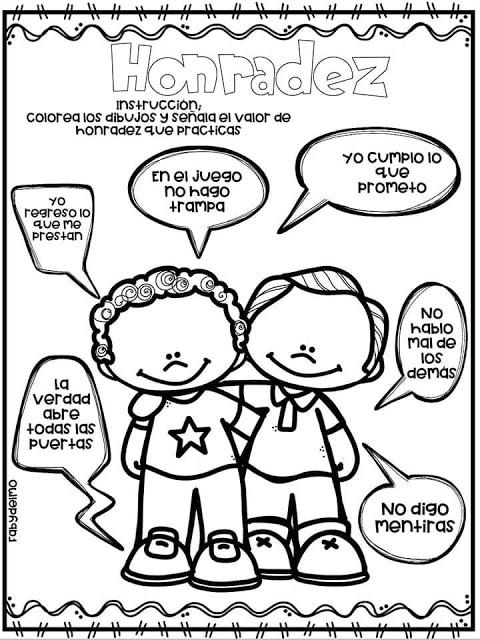 Honradez
Instrucción;
Colorea los dibujos y señala el valor de
honradez que practicas
En el juego
no hago
trampa
Yo cumplo lo
que
prometo
Yo
regreso lo
que me
prestan
No
hablo
mal de
los
demás
La
verdad
abre
todas las
puertas
No digo
mentiras
Fabydelmo